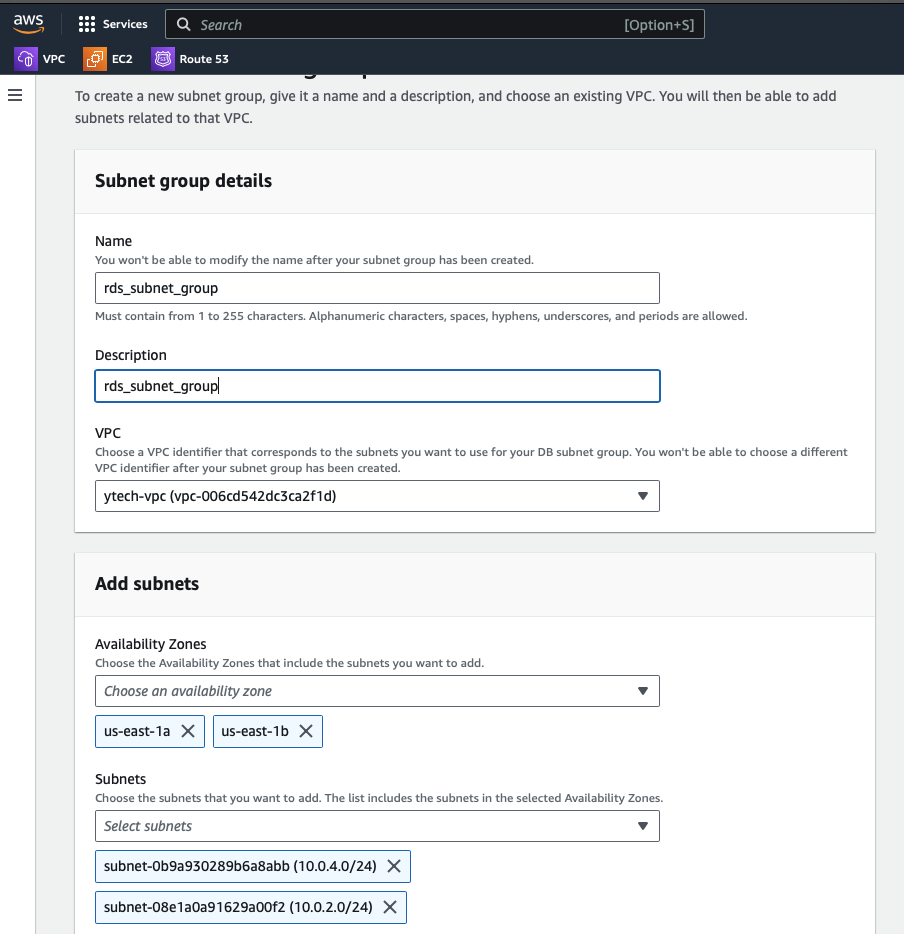 aws
Services
Search
[Option+S]
VPC
EC2
Route 53
To create a new subnet group, give it a name and a description, and choose an existing VPC. You will then be able to add
subnets related to that VPC.
Subnet group details
Name
You won't be able to modify the name after your subnet group has been created.
rds_subnet_group
Must contain from 1 to 255 characters. Alphanumeric characters, spaces, hyphens, underscores, and periods are allowed.
Description
rds_subnet_group
VPC
Choose a VPC identifier that corresponds to the subnets you want to use for your DB subnet group. You won't be able to choose a different
VPC identifier after your subnet group has been created.
ytech-vpc (vpc-006cd542dc3ca2f1d)
Add subnets
Availability Zones
Choose the Availability Zones that include the subnets you want to add.
Choose an availability zone
us-east-1a
us-east-1b
Subnets
Choose the subnets that you want to add. The list includes the subnets in the selected Availability Zones.
Select subnets
subnet-0b9a930289b6a8abb (10.0.4.0/24)
subnet-08e1a0a91629a00f2 (10.0.2.0/24)